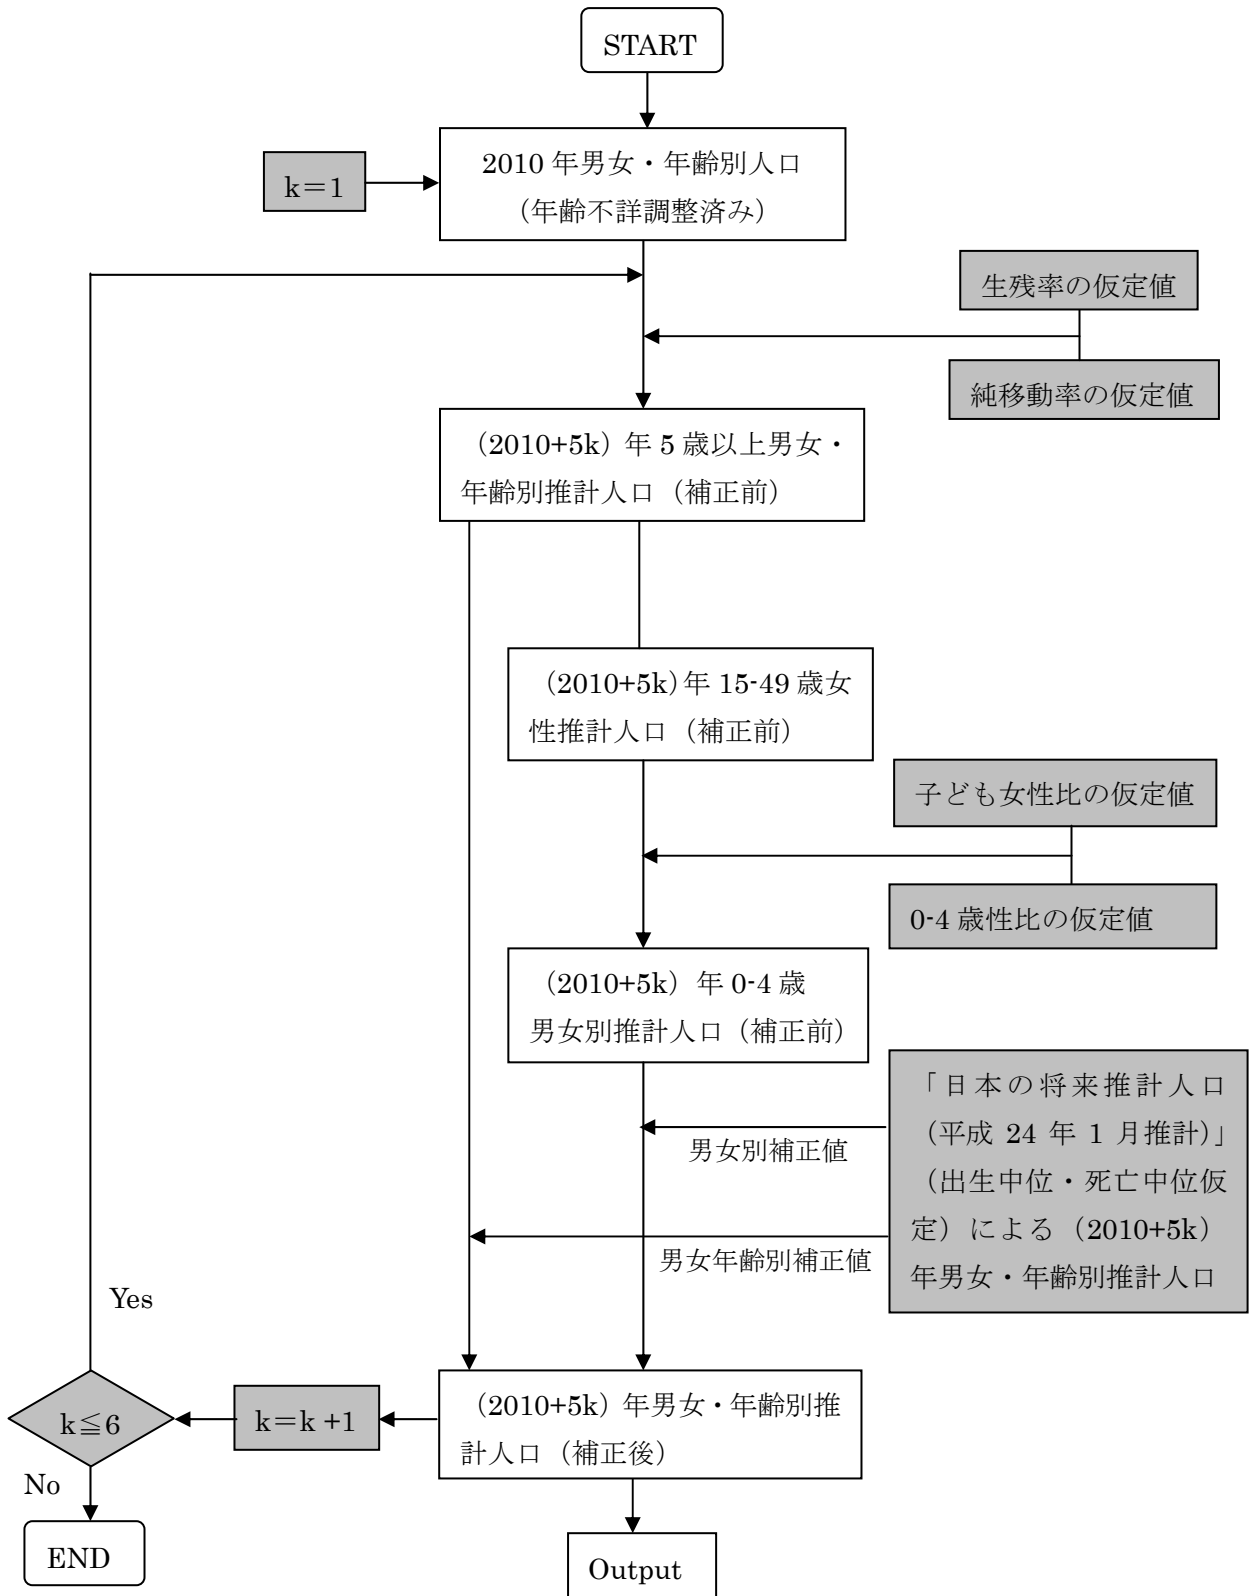 START
k＝1
2010 年男女・年齢別人口
（年齢不詳調整済み）
生残率の仮定値
純移動率の仮定値
（2010+5k）年 5 歳以上男女・
年齢別推計人口（補正前）
（2010+5k）年 15-49 歳女
性推計人口（補正前）
子ども女性比の仮定値
0-4 歳性比の仮定値
（2010+5k）年 0-4 歳
男女別推計人口（補正前）
「日本の将来推計人口
（平成 24 年 1 月推計）」
（出生中位・死亡中位仮
定）による（2010+5k）
年男女・年齢別推計人口
男女別補正値
男女年齢別補正値
Yes
k≦6
k＝k +1
（2010+5k）年男女・年齢別推
計人口（補正後）
No
END
Output